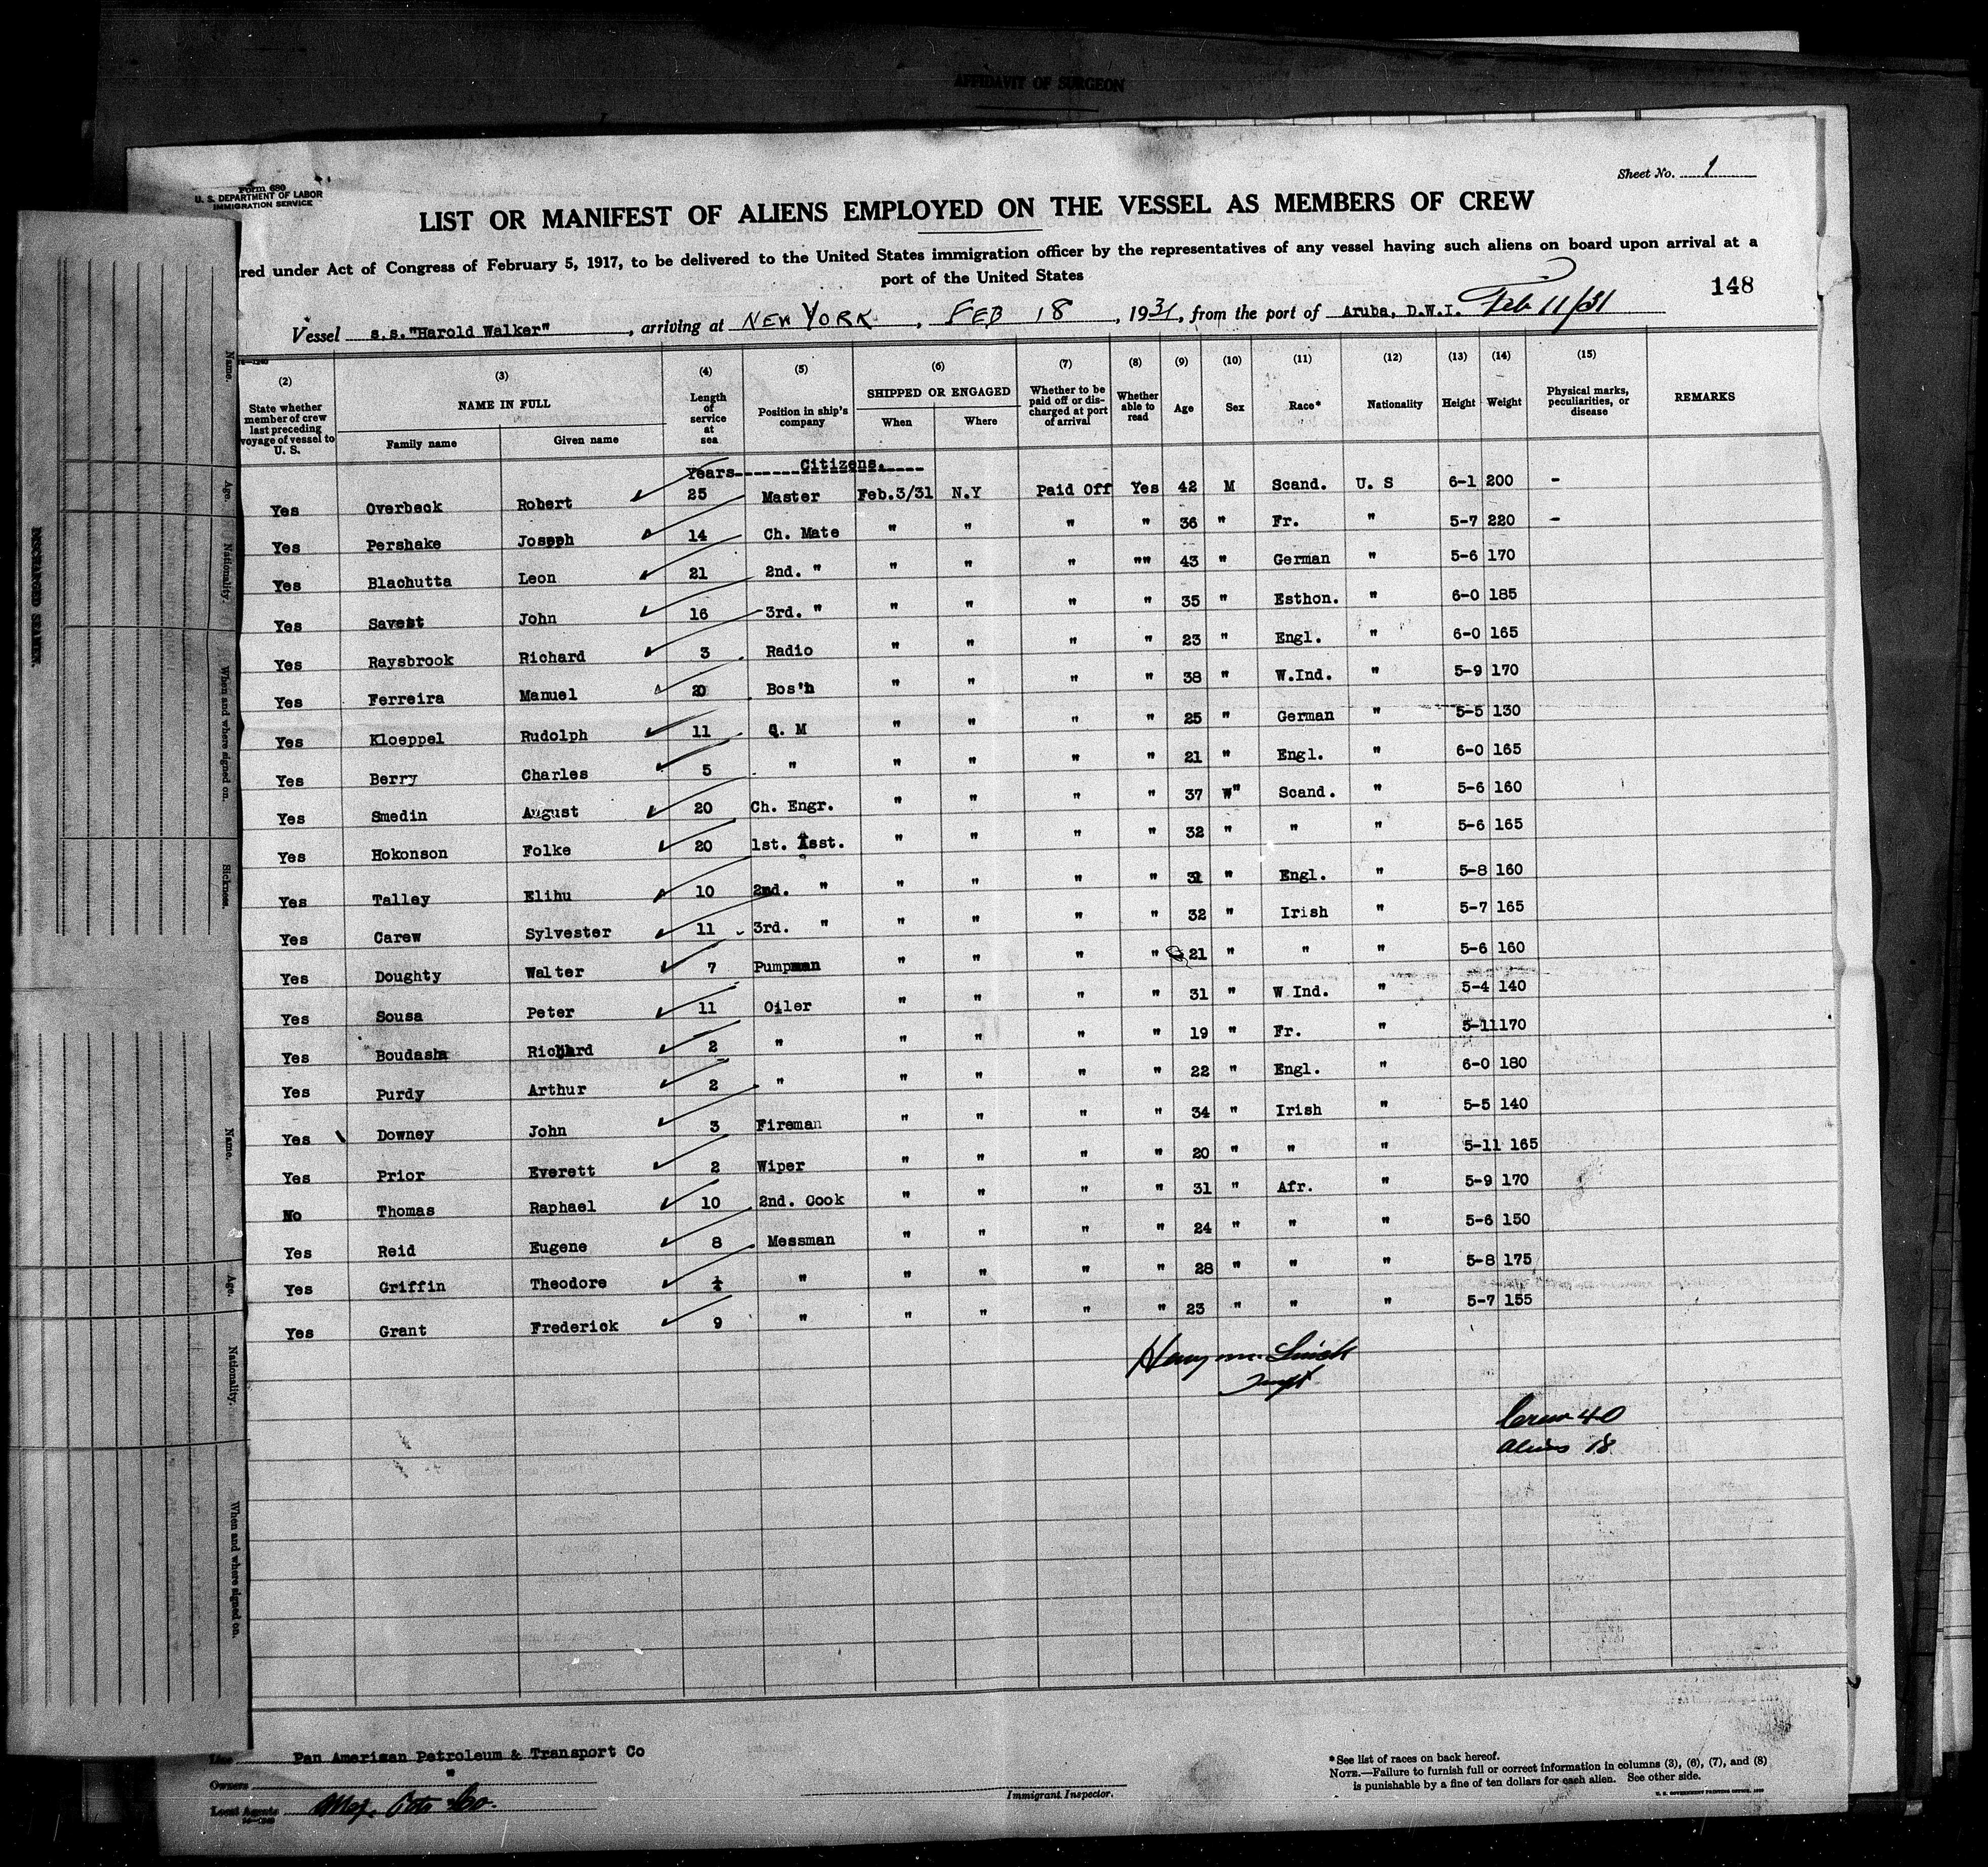 AFFIDAVIT OF SURGEON
Sheet No. 1
Form 680
U. S. DEPARTMENT OF LABOR
IMMIGRATION SERVICE
LIST OR MANIFEST OF ALIENS EMPLOYED ON THE VESSEL AS MEMBERS OF CREW
red under Act of Congress of February 5, 1917, to be delivered to the United States immigration officer by the representatives of any vessel having such aliens on board upon arrival at a
port of the United States
148
Vessel s.s."Harold Walker", arriving at NEW YORK, FEB 18, 1931, from the port of Aruba, D.W.I. Feb 11/31
(2) (3) (4) (5) (6) (7) (8) (9) (10) (11) (12) (13) (14) (15)
State whether member of crew last preceding voyage of vessel to U. S. NAME IN FULL Family name Given name Length of service at sea Position in ship's company SHIPPED OR ENGAGED When Where Whether to be paid off or discharged at port of arrival Whether able to read Age Sex Race* Nationality Height Weight Physical marks, peculiarities, or disease REMARKS
Years-------Citizens.----
Yes Overbeck Robert 25 Master Feb.3/31 N.Y Paid Off Yes 42 M Scand. U. S 6-1 200 -
Yes Pershake Joseph 14 Ch. Mate " " " " 36 " Fr. " 5-7 220 -
Yes Blachutta Leon 21 2nd. " " " " "" 43 " German " 5-6 170
Yes Savest John 16 3rd. " " " " " 35 " Esthon. " 6-0 185
Yes Raysbrook Richard 3 Radio " " " " 23 " Engl. " 6-0 165
Yes Ferreira Manuel 20 Bos'n " " " " 38 " W.Ind. " 5-9 170
Yes Kloeppel Rudolph 11 Q. M " " " " 25 " German " 5-5 130
Yes Berry Charles 5 " " " " " 21 " Engl. " 6-0 165
Yes Smedin August 20 Ch. Engr. " " " " 37 " Scand. " 5-6 160
Yes Hokonson Folke 20 1st. Asst. " " " " 32 " " " 5-6 165
Yes Talley Elihu 10 2nd. " " " " " 31 " Engl. " 5-8 160
Yes Carew Sylvester 11 3rd. " " " " " 32 " Irish " 5-7 165
Yes Doughty Walter 7 Pumpman " " " " 21 " " " 5-6 160
Yes Sousa Peter 11 Oiler " " " " 31 " W Ind. " 5-4 140
Yes Boudasha Richard 2 " " " " " 19 " Fr. " 5-11 170
Yes Purdy Arthur 2 " " " " " 22 " Engl. " 6-0 180
Yes Downey John 3 Fireman " " " " 34 " Irish " 5-5 140
Yes Prior Everett 2 Wiper " " " " 20 " " " 5-11 165
No Thomas Raphael 10 2nd. Cook " " " " 31 " Afr. " 5-9 170
Yes Reid Eugene 8 Messman " " " " 24 " " " 5-6 150
Yes Griffin Theodore " " " " " 28 " " " 5-8 175
Yes Grant Frederick 9 " " " " " 23 " " " 5-7 155
Crew 40
Aliens 18
Line Pan American Petroleum & Transport Co
Owners "
Local Agents Mex. Pete Co.
Immigrant Inspector.
*See list of races on back hereof.
NOTE.—Failure to furnish full or correct information in columns (3), (6), (7), and (8)
is punishable by a fine of ten dollars for each alien. See other side.
U. S. GOVERNMENT PRINTING OFFICE
DISCHARGED SEAMEN.
Name.
Age.
Nationality.
When and where signed on.
Sickness.
Name.
Age.
Nationality.
When and where signed on.